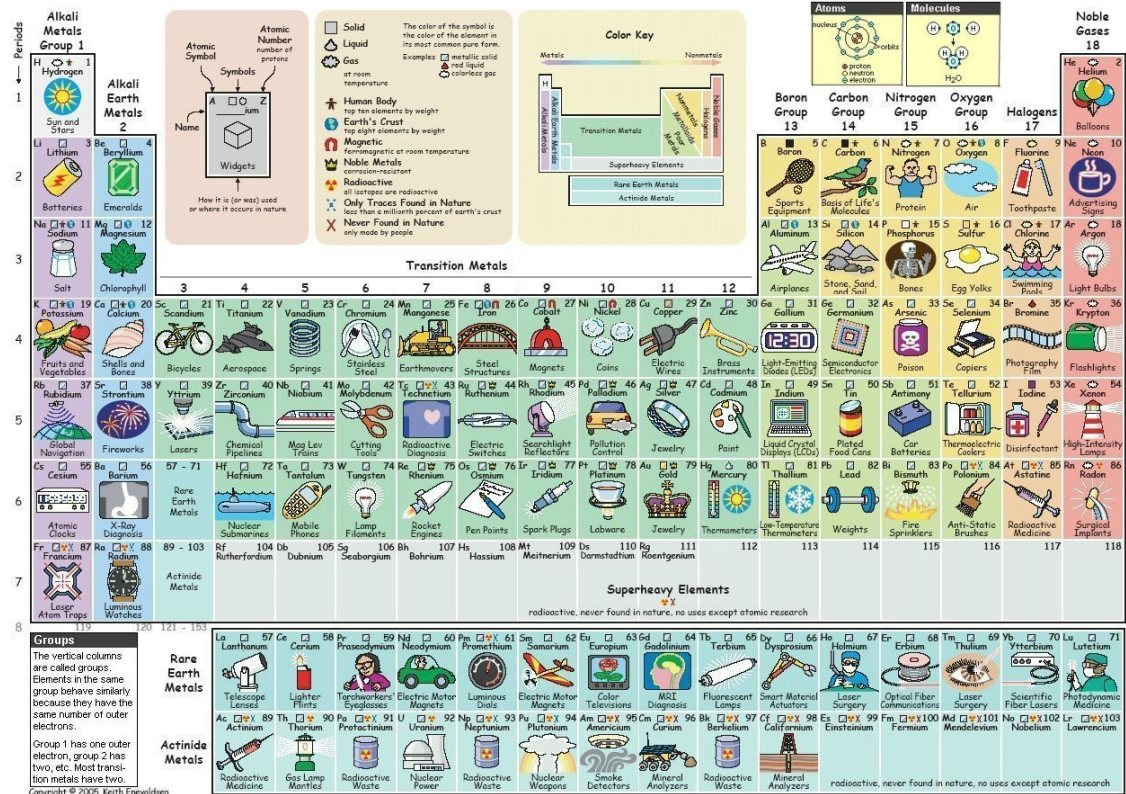 Periods
Alkali Metals Group 1
Alkali Earth Metals 2
Atomic Symbol
Atomic Number
number of protons
Symbols
A Z
ium
Name
Widgets
How it is (or was) used
or where it occurs in nature
Solid
Liquid
Gas
at room temperature
The color of the symbol is
the color of the element in
its most common pure form.
Examples
metallic solid
red liquid
colorless gas
Human Body
top ten elements by weight
Earth's Crust
top eight elements by weight
Magnetic
ferromagnetic at room temperature
Noble Metals
corrosion-resistant
Radioactive
all isotopes are radioactive
Only Traces Found in Nature
less than a millionth percent of earth's crust
Never Found in Nature
only made by people
Color Key
Metals
Nonmetals
H
Alkali Metals
Alkali Earth Metals
Transition Metals
Poor Metals
Metalloids
Nonmetals
Halogens
Noble Gases
Superheavy Elements
Rare Earth Metals
Actinide Metals
Atoms
nucleus
orbits
proton
neutron
electron
Molecules
H O H
H H
O
H₂O
Boron Group 13
Carbon Group 14
Nitrogen Group 15
Oxygen Group 16
Halogens 17
Noble Gases 18
1
H 1 Hydrogen Sun and Stars
He 2 Helium Balloons
2
Li 3 Lithium Batteries
Be 4 Beryllium Emeralds
B 5 Boron Sports Equipment
C 6 Carbon Basis of Life's Molecules
N 7 Nitrogen Protein
O 8 Oxygen Air
F 9 Fluorine Toothpaste
Ne 10 Neon Advertising Signs
3
Na 11 Sodium Salt
Mg 12 Magnesium Chlorophyll
Transition Metals
3 4 5 6 7 8 9 10 11 12
Al 13 Aluminum Airplanes
Si 14 Silicon Stone, Sand, and Soil
P 15 Phosphorus Bones
S 16 Sulfur Egg Yolks
Cl 17 Chlorine Swimming Pools
Ar 18 Argon Light Bulbs
4
K 19 Potassium Fruits and Vegetables
Ca 20 Calcium Shells and Bones
Sc 21 Scandium Bicycles
Ti 22 Titanium Aerospace
V 23 Vanadium Springs
Cr 24 Chromium Stainless Steel
Mn 25 Manganese Earthmovers
Fe 26 Iron Steel Structures
Co 27 Cobalt Magnets
Ni 28 Nickel Coins
Cu 29 Copper Electric Wires
Zn 30 Zinc Brass Instruments
Ga 31 Gallium 12:30 Light-Emitting Diodes (LEDs)
Ge 32 Germanium Semiconductor Electronics
As 33 Arsenic Poison
Se 34 Selenium Copiers
Br 35 Bromine Photography Film
Kr 36 Krypton Flashlights
5
Rb 37 Rubidium Global Navigation
Sr 38 Strontium Fireworks
Y 39 Yttrium Lasers
Zr 40 Zirconium Chemical Pipelines
Nb 41 Niobium Mag Lev Trains
Mo 42 Molybdenum Cutting Tools
Tc 43 Technetium Radioactive Diagnosis
Ru 44 Ruthenium Electric Switches
Rh 45 Rhodium Searchlight Reflectors
Pd 46 Palladium Pollution Control
Ag 47 Silver Jewelry
Cd 48 Cadmium Paint
In 49 Indium Liquid Crystal Displays (LCDs)
Sn 50 Tin Plated Food Cans
Sb 51 Antimony Car Batteries
Te 52 Tellurium Thermoelectric Coolers
I 53 Iodine Disinfectant
Xe 54 Xenon High-Intensity Lamps
6
Cs 55 Cesium Atomic Clocks
Ba 56 Barium X-Ray Diagnosis
57 - 71 Rare Earth Metals
Hf 72 Hafnium Nuclear Submarines
Ta 73 Tantalum Mobile Phones
W 74 Tungsten Lamp Filaments
Re 75 Rhenium Rocket Engines
Os 76 Osmium Pen Points
Ir 77 Iridium Spark Plugs
Pt 78 Platinum Labware
Au 79 Gold Jewelry
Hg 80 Mercury Thermometers
Tl 81 Thallium Low-Temperature Thermometers
Pb 82 Lead Weights
Bi 83 Bismuth Fire Sprinklers
Po 84 Polonium Anti-Static Brushes
At 85 Astatine Radioactive Medicine
Rn 86 Radon Surgical Implants
7
Fr 87 Francium Laser Atom Traps
Ra 88 Radium Luminous Watches
89 - 103 Actinide Metals
Rf 104 Rutherfordium
Db 105 Dubnium
Sg 106 Seaborgium
Bh 107 Bohrium
Hs 108 Hassium
Mt 109 Meitnerium
Ds 110 Darmstadtium
Rg 111 Roentgenium
112 113 114 115 116 117 118
Superheavy Elements
radioactive, never found in nature, no uses except atomic research
8 119 120 121 - 153
Groups
The vertical columns
are called groups.
Elements in the same
group behave similarly
because they have the
same number of outer
electrons.
Group 1 has one outer
electron, group 2 has
two, etc. Most transi-
tion metals have two.
Copyright © 2005 Keith Enevoldsen
Rare Earth Metals
La 57 Lanthanum Telescope Lenses
Ce 58 Cerium Lighter Flints
Pr 59 Praseodymium Torchworkers' Eyeglasses
Nd 60 Neodymium Electric Motor Magnets
Pm 61 Promethium Luminous Dials
Sm 62 Samarium Electric Motor Magnets
Eu 63 Europium Color Televisions
Gd 64 Gadolinium MRI Diagnosis
Tb 65 Terbium Fluorescent Lamps
Dy 66 Dysprosium Smart Material Actuators
Ho 67 Holmium Laser Surgery
Er 68 Erbium Optical Fiber Communications
Tm 69 Thulium Laser Surgery
Yb 70 Ytterbium Scientific Fiber Lasers
Lu 71 Lutetium Photodynamic Medicine
Actinide Metals
Ac 89 Actinium Radioactive Medicine
Th 90 Thorium Gas Lamp Mantles
Pa 91 Protactinium Radioactive Waste
U 92 Uranium Nuclear Power
Np 93 Neptunium Radioactive Waste
Pu 94 Plutonium Nuclear Weapons
Am 95 Americium Smoke Detectors
Cm 96 Curium Mineral Analyzers
Bk 97 Berkelium Radioactive Waste
Cf 98 Californium Mineral Analyzers
Es 99 Einsteinium
Fm 100 Fermium
Md 101 Mendelevium
No 102 Nobelium
Lr 103 Lawrencium
radioactive, never found in nature, no uses except atomic research